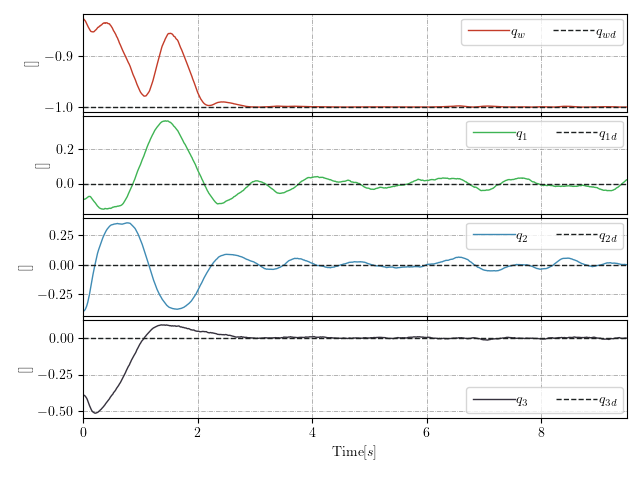 q_w q_wd
−0.9
[]
−1.0
q_1 q_1d
0.2
[]
0.0
q_2 q_2d
0.25
0.00
[]
−0.25
0.00
−0.25
[]
q_3 q_3d
−0.50
0 2 4 6 8
Time[s]